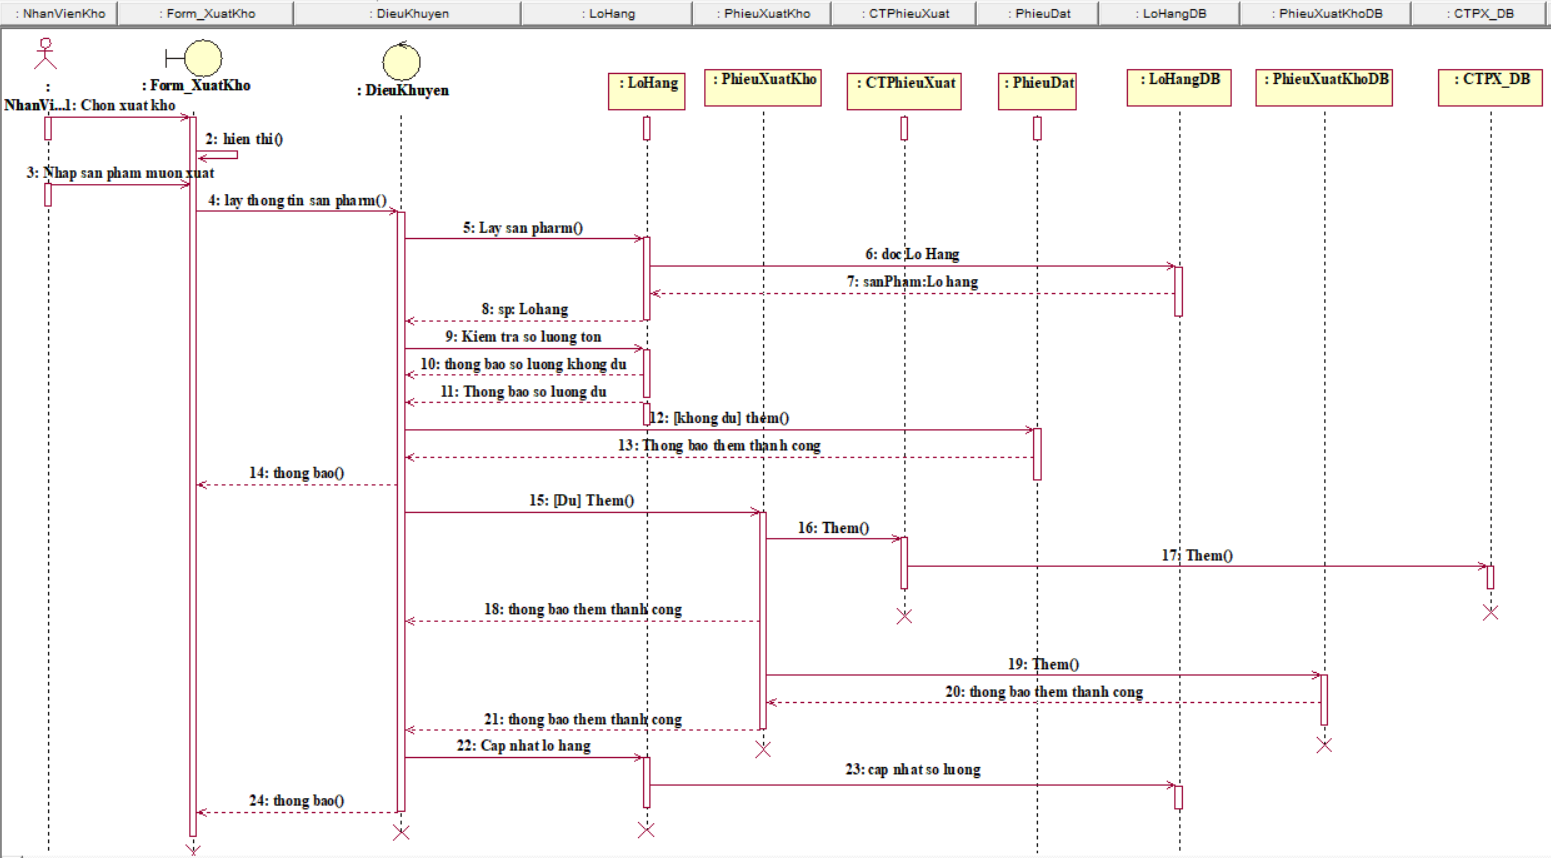 : NhanVienKho
: Form_XuatKho
: DieuKhuyen
: LoHang
: PhieuXuatKho
: CTPhieuXuat
: PhieuDat
: LoHangDB
: PhieuXuatKhoDB
: CTPX_DB
:
NhanVi...
: Form_XuatKho
: DieuKhuyen
: LoHang
: PhieuXuatKho
: CTPhieuXuat
: PhieuDat
: LoHangDB
: PhieuXuatKhoDB
: CTPX_DB
1: Chon xuat kho
2: hien thi()
3: Nhap san pham muon xuat
4: lay thong tin san pharm()
5: Lay san pharm()
6: doc Lo Hang
7: sanPham:Lo hang
8: sp: Lohang
9: Kiem tra so luong ton
10: thong bao so luong khong du
11: Thong bao so luong du
12: [khong du] them()
13: Thong bao them thanh cong
14: thong bao()
15: [Du] Them()
16: Them()
17: Them()
18: thong bao them thanh cong
19: Them()
20: thong bao them thanh cong
21: thong bao them thanh cong
22: Cap nhat lo hang
23: cap nhat so luong
24: thong bao()